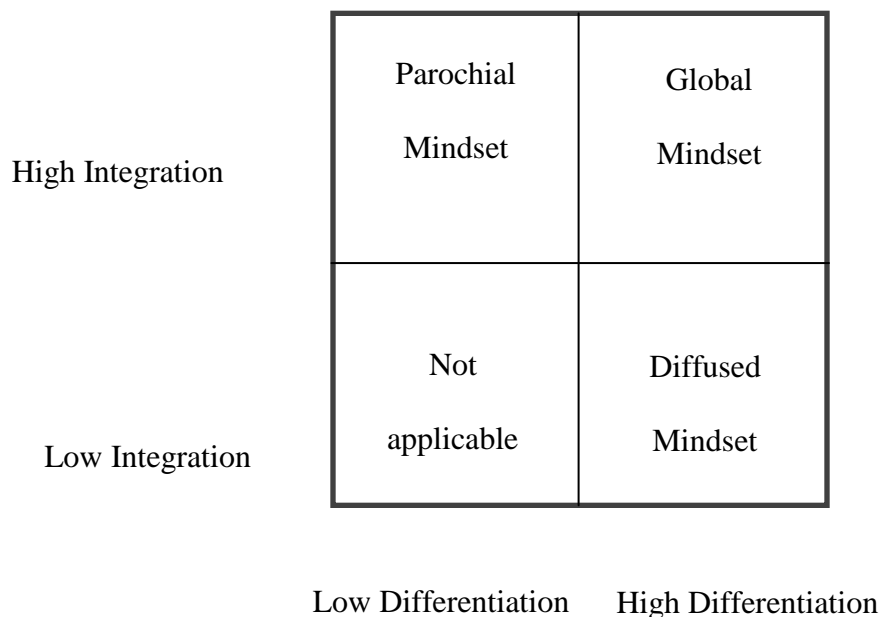 Parochial
Mindset
Global
Mindset
High Integration
Not
applicable
Diffused
Mindset
Low Integration
Low Differentiation
High Differentiation